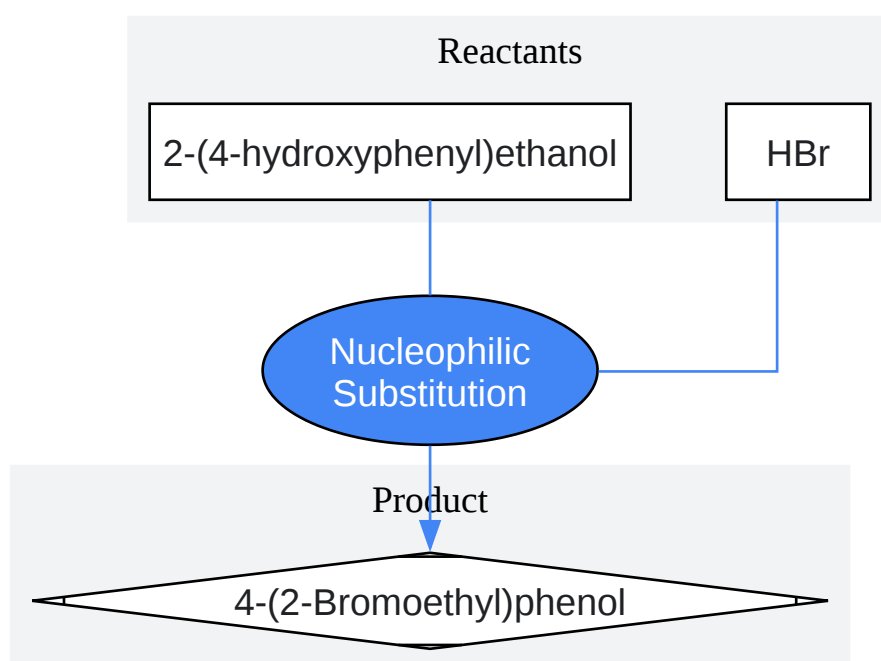 Reactants
2-(4-hydroxyphenyl)ethanol
HBr
Nucleophilic
Substitution
Product
4-(2-Bromoethyl)phenol